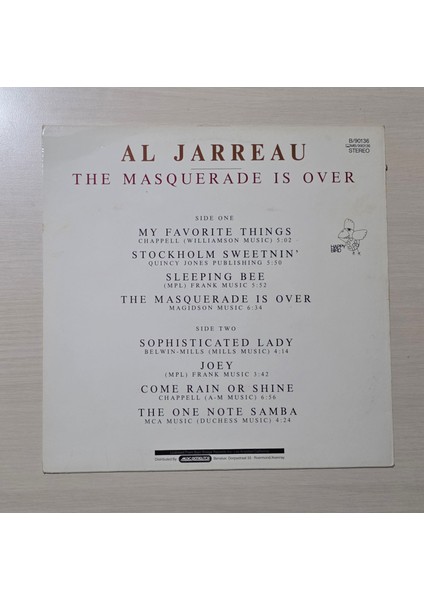 B/90136
STEREO
AL JARREAU
THE MASQUERADE IS OVER
SIDE ONE
MY FAVORITE THINGS
CHAPPELL (WILLIAMSON MUSIC) 5:02
STOCKHOLM SWEETNIN'
QUINCY JONES PUBLISHING 5:50
SLEEPING BEE
(MPL) FRANK MUSIC 5:52
THE MASQUERADE IS OVER
MAGIDSON MUSIC 6:34
SIDE TWO
SOPHISTICATED LADY
BELWIN-MILLS (MILLS MUSIC) 4:14
JOEY
(MPL) FRANK MUSIC 3:42
COME RAIN OR SHINE
CHAPPELL (A-M MUSIC) 6:56
THE ONE NOTE SAMBA
MCA MUSIC (DUCHESS MUSIC) 4:24
Distributed by